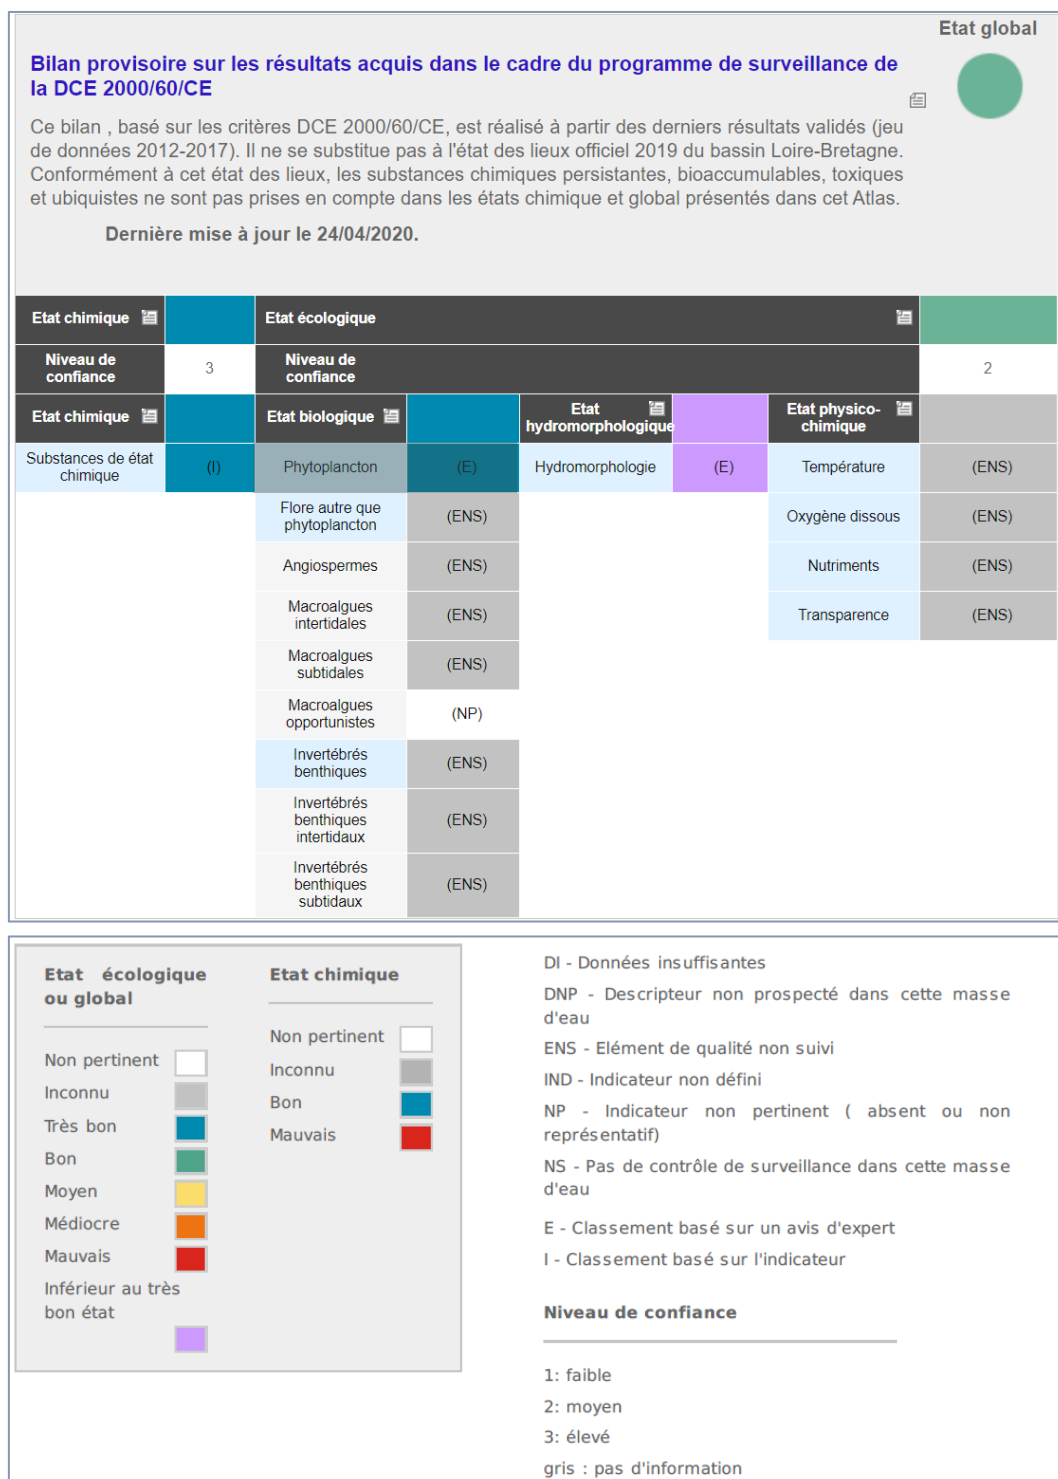 Etat global
Bilan provisoire sur les résultats acquis dans le cadre du programme de surveillance de
la DCE 2000/60/CE
Ce bilan , basé sur les critères DCE 2000/60/CE, est réalisé à partir des derniers résultats validés (jeu
de données 2012-2017). Il ne se substitue pas à l'état des lieux officiel 2019 du bassin Loire-Bretagne.
Conformément à cet état des lieux, les substances chimiques persistantes, bioaccumulables, toxiques
et ubiquistes ne sont pas prises en compte dans les états chimique et global présentés dans cet Atlas.
Dernière mise à jour le 24/04/2020.
Etat chimique
Etat écologique
Niveau de
confiance
3
Niveau de
confiance
2
Etat chimique
Etat biologique
Etat
hydromorphologique
Etat physico-
chimique
Substances de état
chimique
(I)
Phytoplancton
(E)
Hydromorphologie
(E)
Température
(ENS)
Flore autre que
phytoplancton
(ENS)
Oxygène dissous
(ENS)
Angiospermes
(ENS)
Nutriments
(ENS)
Macroalgues
intertidales
(ENS)
Transparence
(ENS)
Macroalgues
subtidales
(ENS)
Macroalgues
opportunistes
(NP)
Invertébrés
benthiques
(ENS)
Invertébrés
benthiques
intertidaux
(ENS)
Invertébrés
benthiques
subtidaux
(ENS)
Etat écologique
ou global
Non pertinent
Inconnu
Très bon
Bon
Moyen
Médiocre
Mauvais
Inférieur au très
bon état
Etat chimique
Non pertinent
Inconnu
Bon
Mauvais
DI - Données insuffisantes
DNP - Descripteur non prospecté dans cette masse
d'eau
ENS - Elément de qualité non suivi
IND - Indicateur non défini
NP - Indicateur non pertinent ( absent ou non
représentatif)
NS - Pas de contrôle de surveillance dans cette masse
d'eau
E - Classement basé sur un avis d'expert
I - Classement basé sur l'indicateur
Niveau de confiance
1: faible
2: moyen
3: élevé
gris : pas d'information